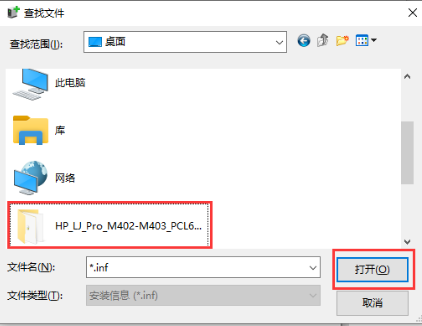 查找文件
查找范围(I):
桌面
此电脑
库
网络
HP_LJ_Pro_M402-M403_PCL6...
文件名(N):
*.inf
打开(O)
文件类型(T):
安装信息 (*.inf)
取消